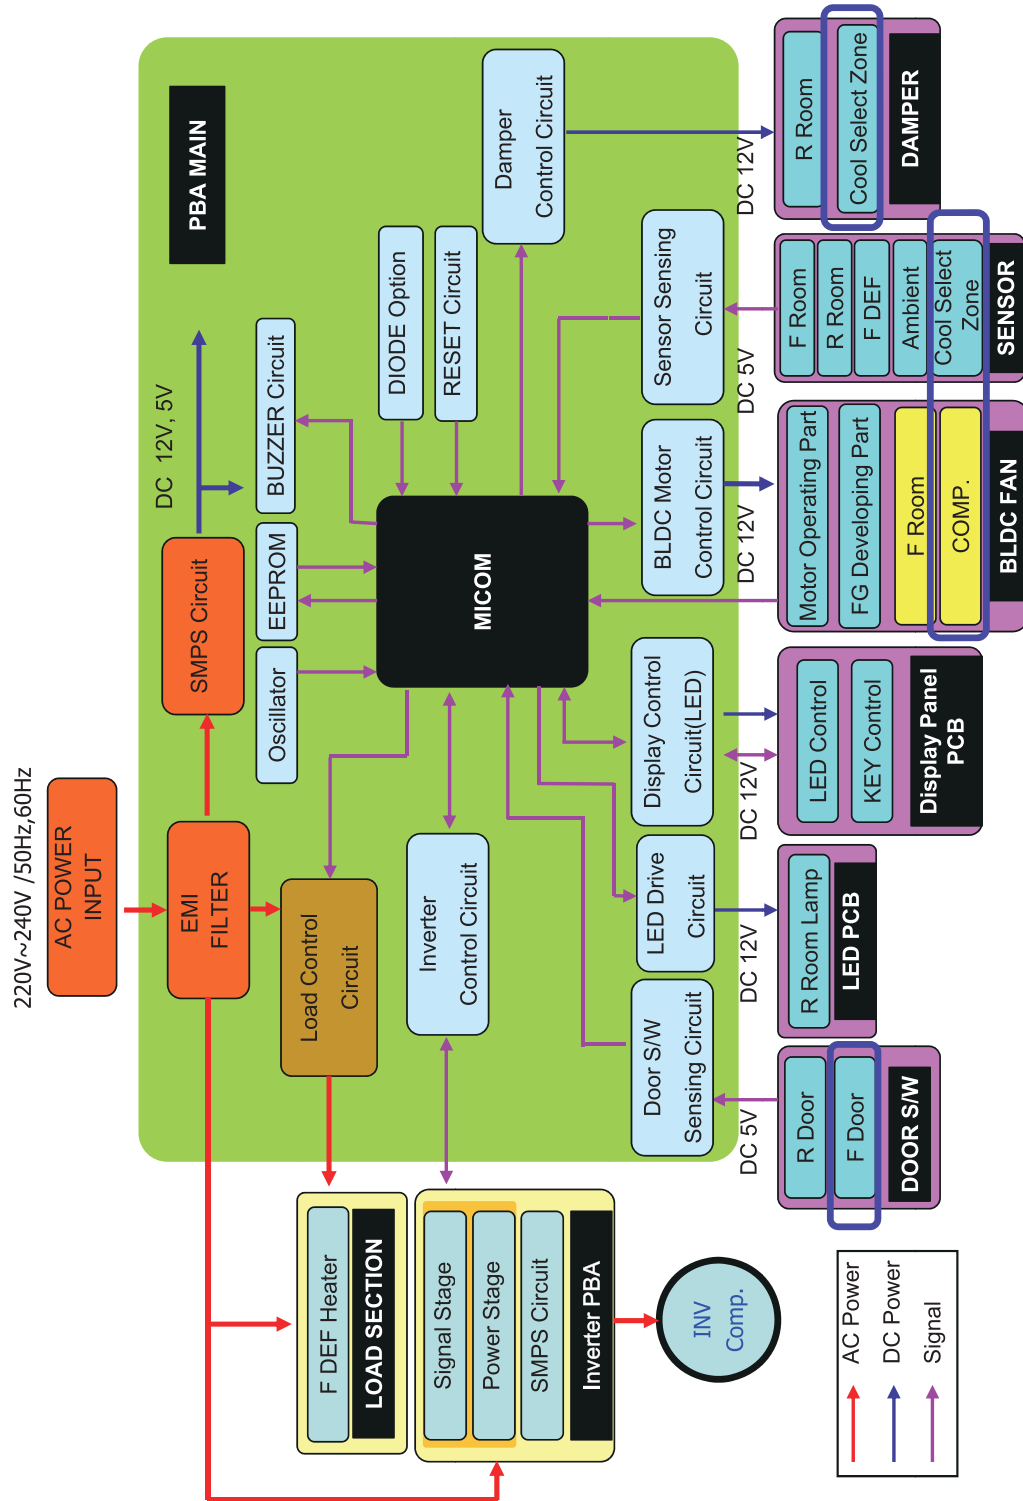 220V~240V /50Hz,60Hz
AC POWER
INPUT
EMI
FILTER
SMPS Circuit
DC 12V, 5V
PBA MAIN
Load Control
Circuit
Oscillator
EEPROM
BUZZER Circuit
DIODE Option
RESET Circuit
Inverter
Control Circuit
MICOM
Damper
Control Circuit
Door S/W
Sensing Circuit
LED Drive
Circuit
Display Control
Circuit(LED)
BLDC Motor
Control Circuit
Sensor Sensing
Circuit
DC 5V
DC 12V
DC 12V
DC 12V
DC 5V
DC 12V
F DEF Heater
LOAD SECTION
Signal Stage
Power Stage
SMPS Circuit
Inverter PBA
INV
Comp.
R Door
F Door
DOOR S/W
R Room Lamp
LED PCB
LED Control
KEY Control
Display Panel
PCB
Motor Operating Part
FG Developing Part
F Room
COMP.
BLDC FAN
F Room
R Room
F DEF
Ambient
Cool Select
Zone
SENSOR
R Room
Cool Select Zone
DAMPER
AC Power
DC Power
Signal